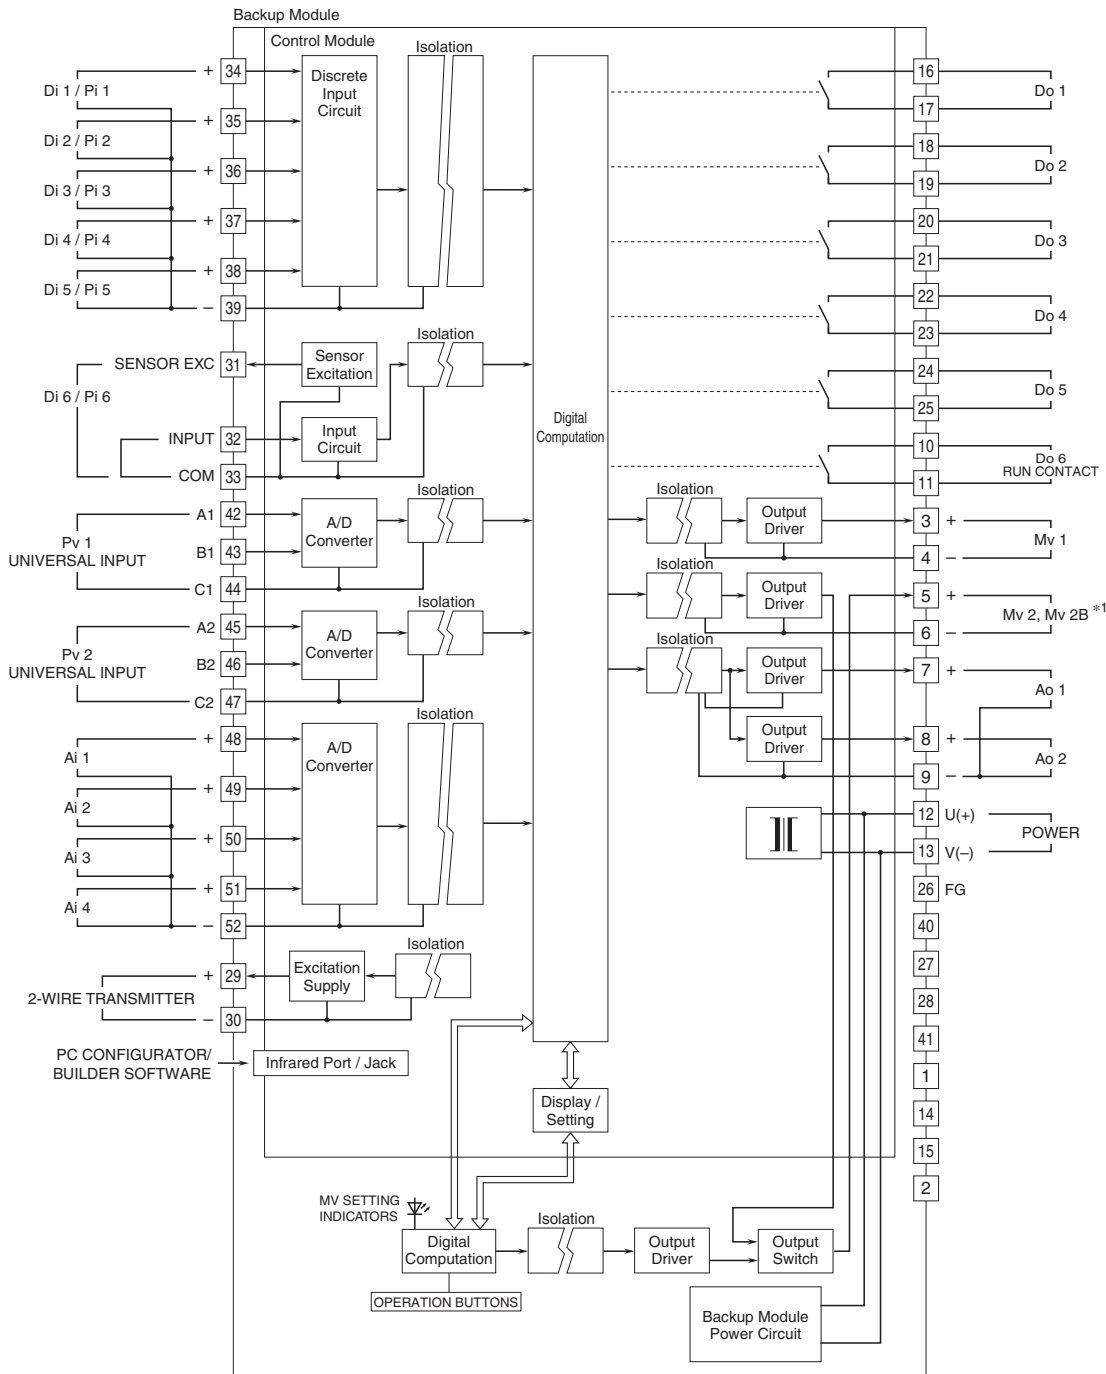 Backup Module
Control Module
Isolation
Di 1 / Pi 1
+ 34
Discrete
Input
Circuit
Di 2 / Pi 2
+ 35
Di 3 / Pi 3
+ 36
Di 4 / Pi 4
+ 37
Di 5 / Pi 5
+ 38
− 39
Isolation
SENSOR EXC 31
Sensor
Excitation
Di 6 / Pi 6
INPUT 32
Input
Circuit
COM 33
Isolation
A1 42
A/D
Converter
Pv 1
UNIVERSAL INPUT
B1 43
C1 44
Isolation
A2 45
A/D
Converter
Pv 2
UNIVERSAL INPUT
B2 46
C2 47
Isolation
+ 48
A/D
Converter
Ai 1
+ 49
Ai 2
+ 50
Ai 3
+ 51
Ai 4
− 52
Isolation
+ 29
Excitation
Supply
2-WIRE TRANSMITTER
− 30
PC CONFIGURATOR/
BUILDER SOFTWARE
Infrared Port / Jack
Digital
Computation
Display /
Setting
16
Do 1
17
18
Do 2
19
20
Do 3
21
22
Do 4
23
24
Do 5
25
10
Do 6
RUN CONTACT
11
Isolation
Output
Driver
3 +
Mv 1
4 −
Isolation
Output
Driver
5 +
Mv 2, Mv 2B *1
6 −
Isolation
Output
Driver
7 +
Ao 1
Output
Driver
8 +
Ao 2
9 −
12 U(+)
POWER
13 V(−)
26 FG
40
27
28
41
1
14
15
2
MV SETTING
INDICATORS
Digital
Computation
OPERATION BUTTONS
Isolation
Output
Driver
Output
Switch
Backup Module
Power Circuit